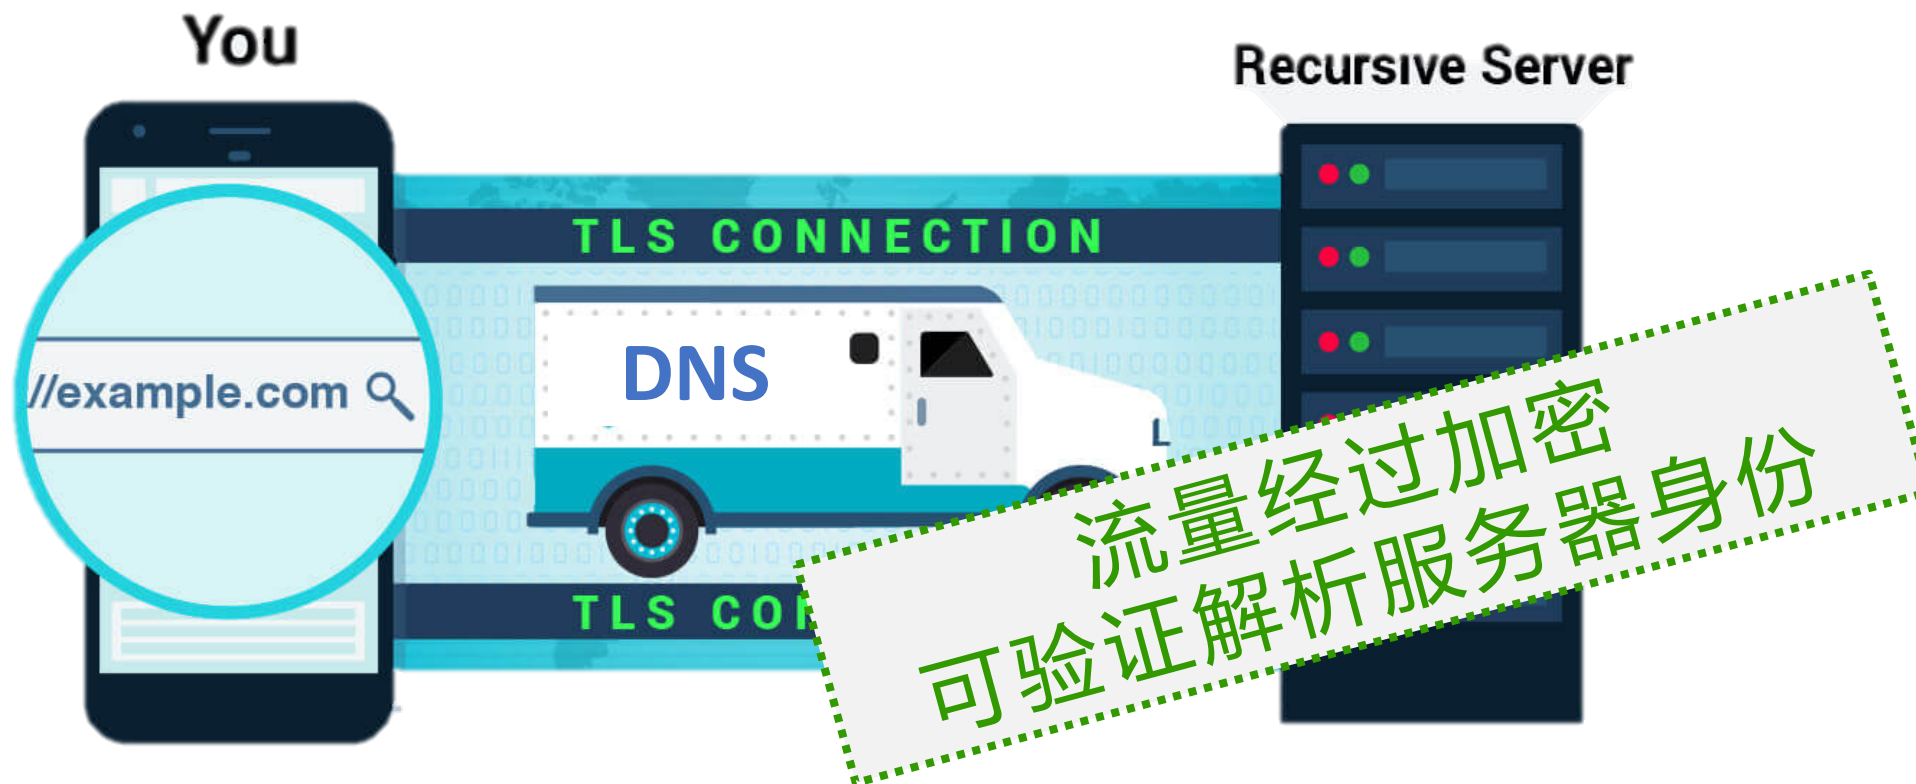 You
Recursive Server
TLS CONNECTION
//example.com
DNS
TLS CO
流量经过加密
可验证解析服务器身份